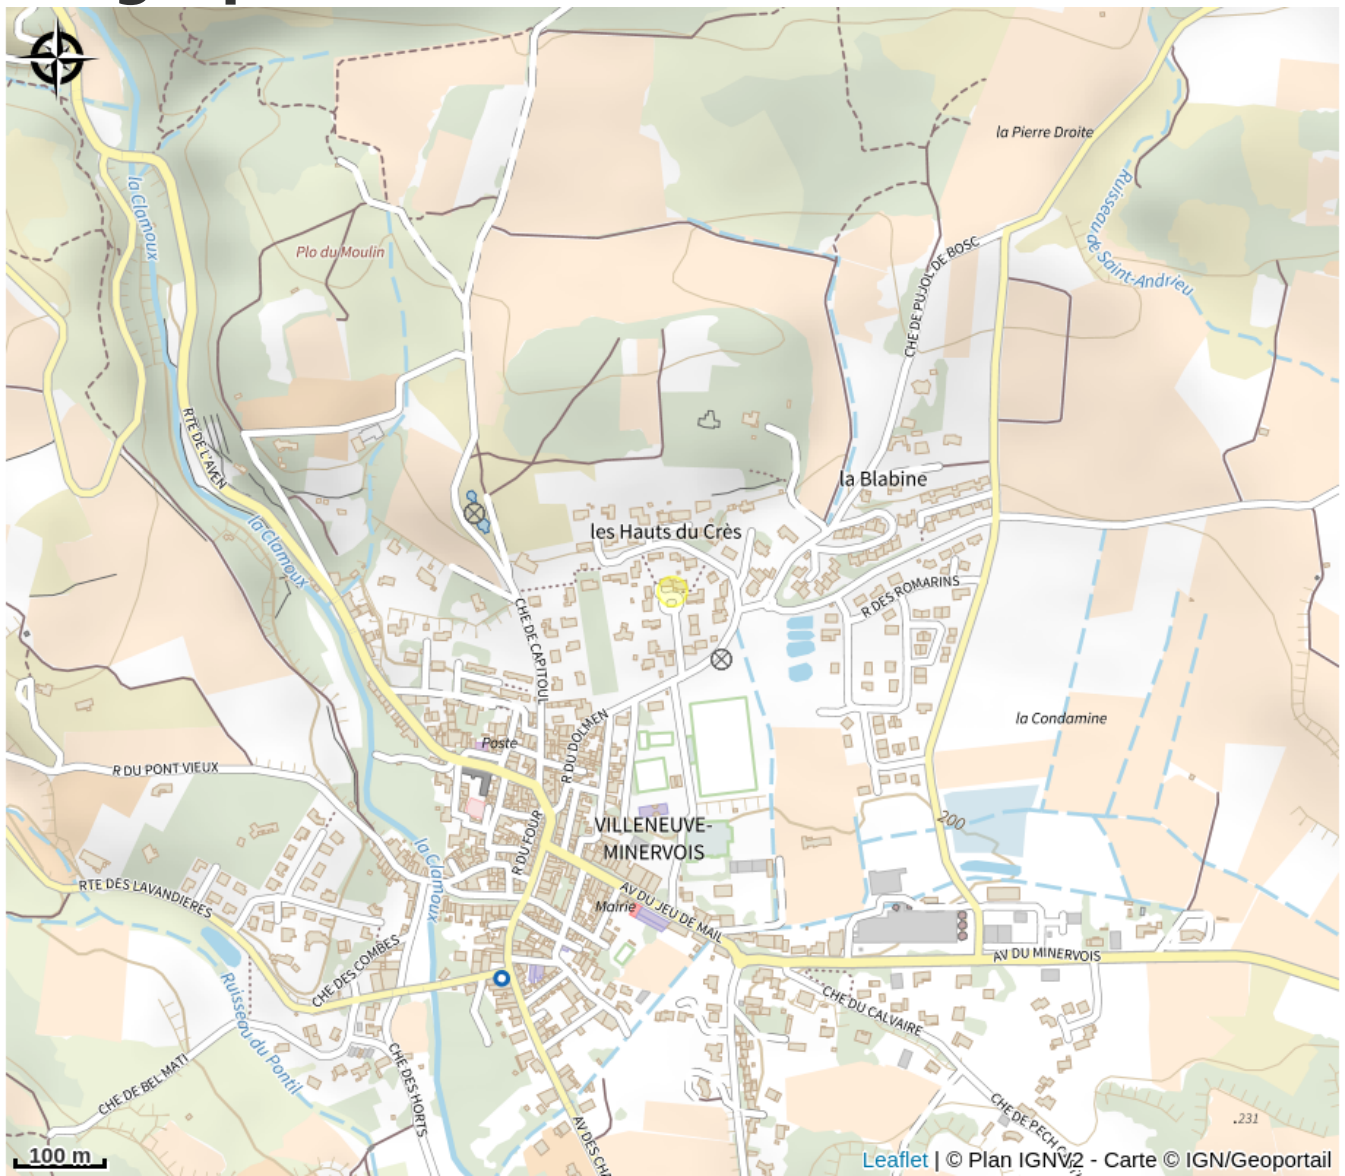 la Pierre Droite
la Clamoux
Ruisseau de Saint-Andrieu
Plo du Moulin
CHE DE PUJOL DE BOSC
RTE DE L'AVEN
la Blabine
la Clamoux
les Hauts du Crès
R DES ROMARINS
CHE DE CAPITOUL
la Condamine
R DU DOLMEN
Poste
R DU PONT VIEUX
200
VILLENEUVE-
MINERVOIS
R DU FOUR
la Clamoux
RTE DES LAVANDIERES
AV DU JEU DE MAIL
Mairie
CHE DES COMBES
AV DU MINERVOIS
Ruisseau du Pontil
CHE DU CALVAIRE
CHE DE BEL MATI
CHE DES HORTS
AV DES
CHE DE PECH
.231
100 m
Leaflet | © Plan IGNV2 - Carte © IGN/Geoportail